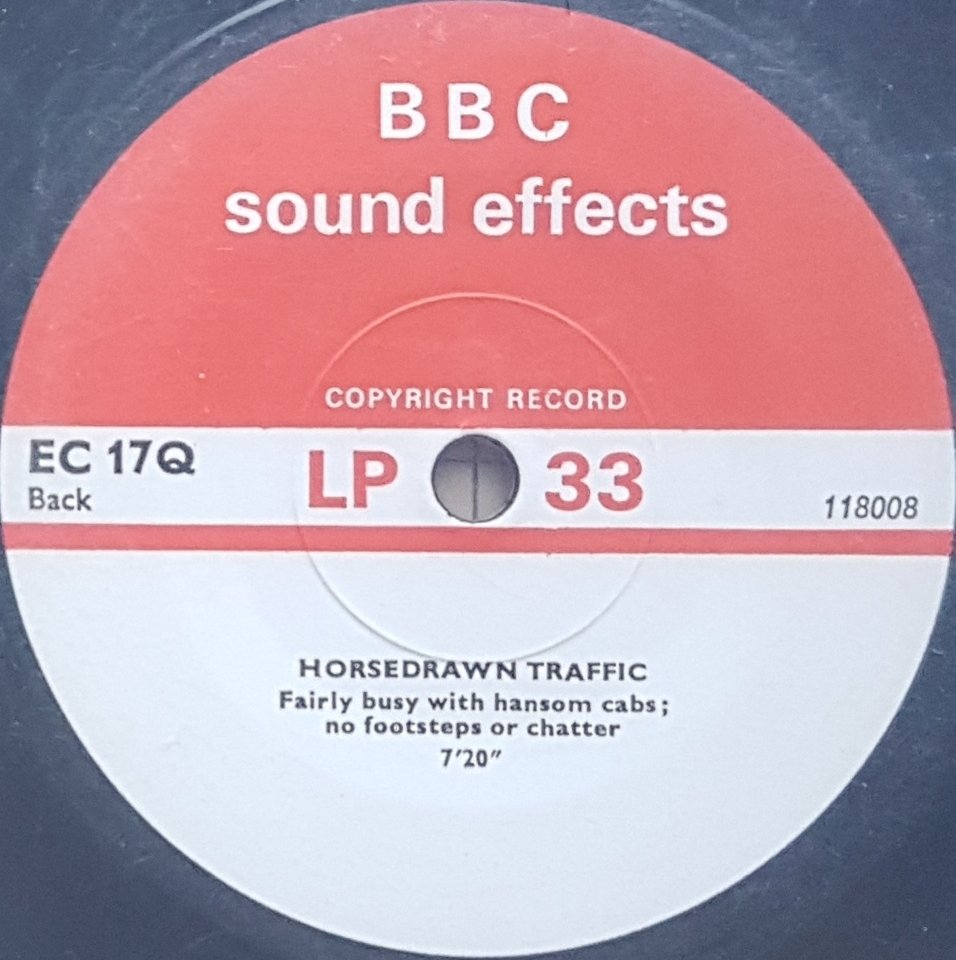 BBC
sound effects
COPYRIGHT RECORD
EC 17Q
Back
LP 33
118008
HORSEDRAWN TRAFFIC
Fairly busy with hansom cabs;
no footsteps or chatter
7'20"